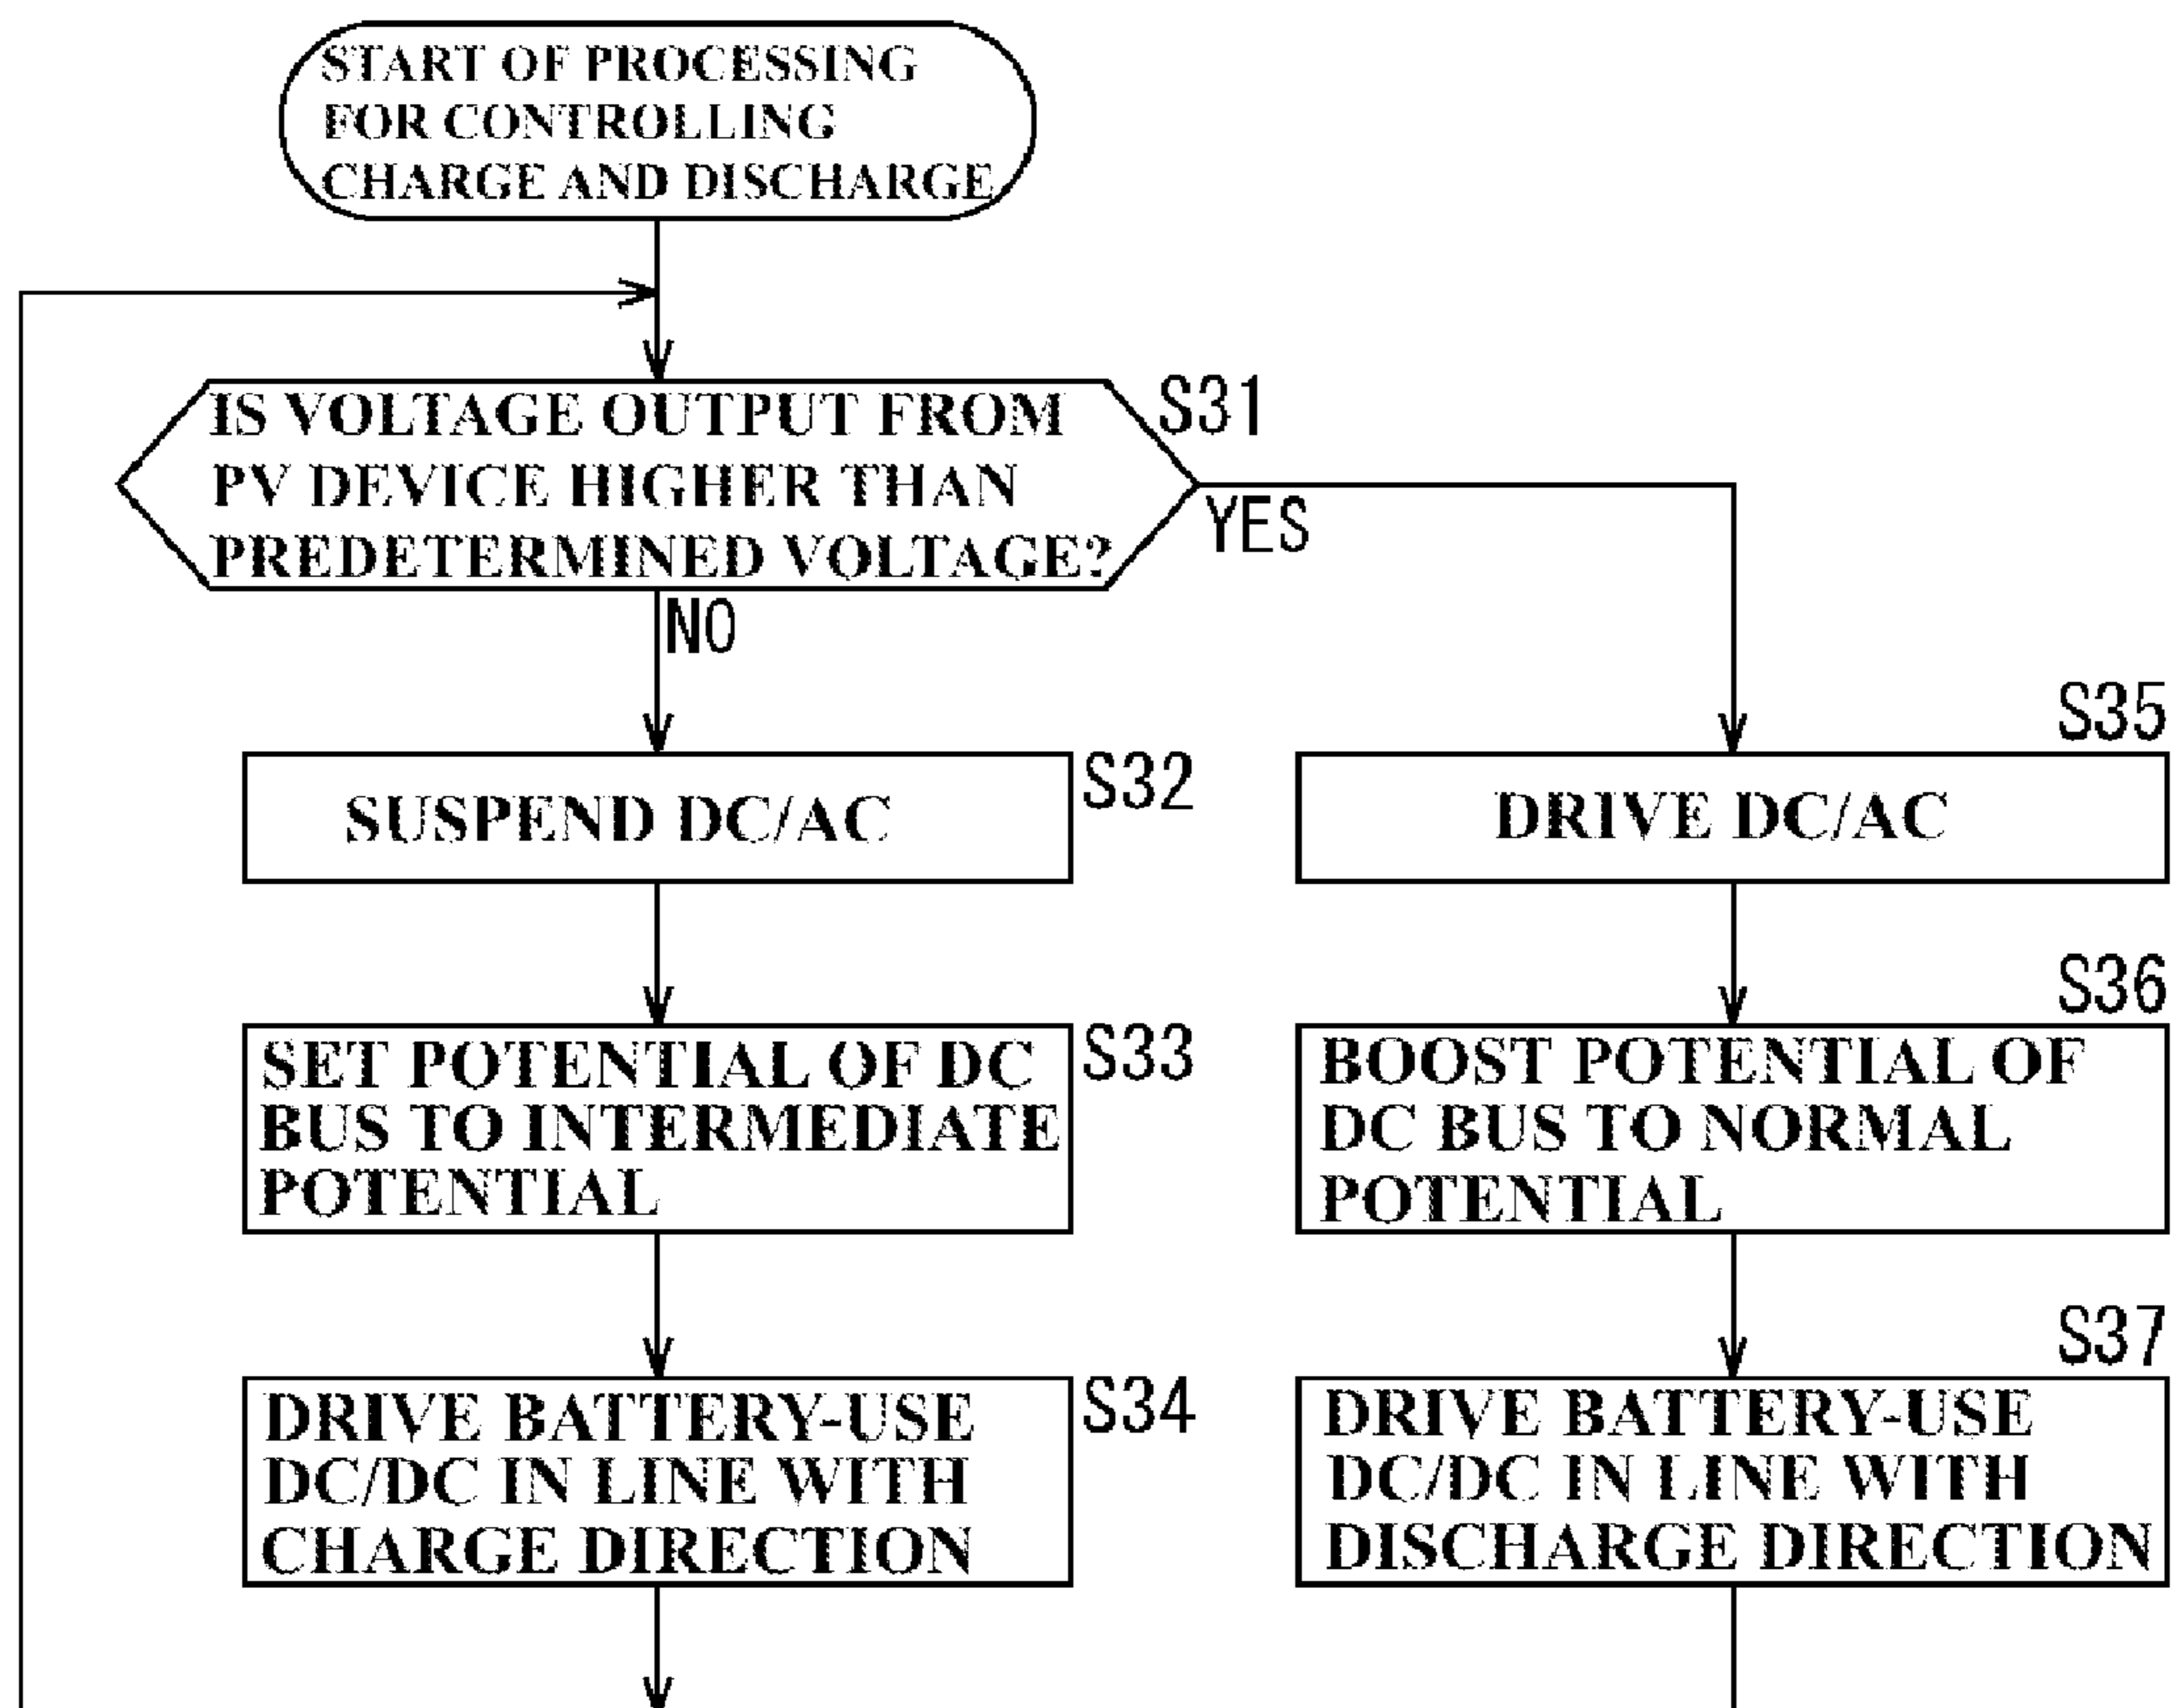 START OF PROCESSING
FOR CONTROLLING
CHARGE AND DISCHARGE
IS VOLTAGE OUTPUT FROM
PV DEVICE HIGHER THAN
PREDETERMINED VOLTAGE?
S31
YES
NO
SUSPEND DC/AC
S32
SET POTENTIAL OF DC
BUS TO INTERMEDIATE
POTENTIAL
S33
DRIVE BATTERY-USE
DC/DC IN LINE WITH
CHARGE DIRECTION
S34
S35
DRIVE DC/AC
S36
BOOST POTENTIAL OF
DC BUS TO NORMAL
POTENTIAL
S37
DRIVE BATTERY-USE
DC/DC IN LINE WITH
DISCHARGE DIRECTION